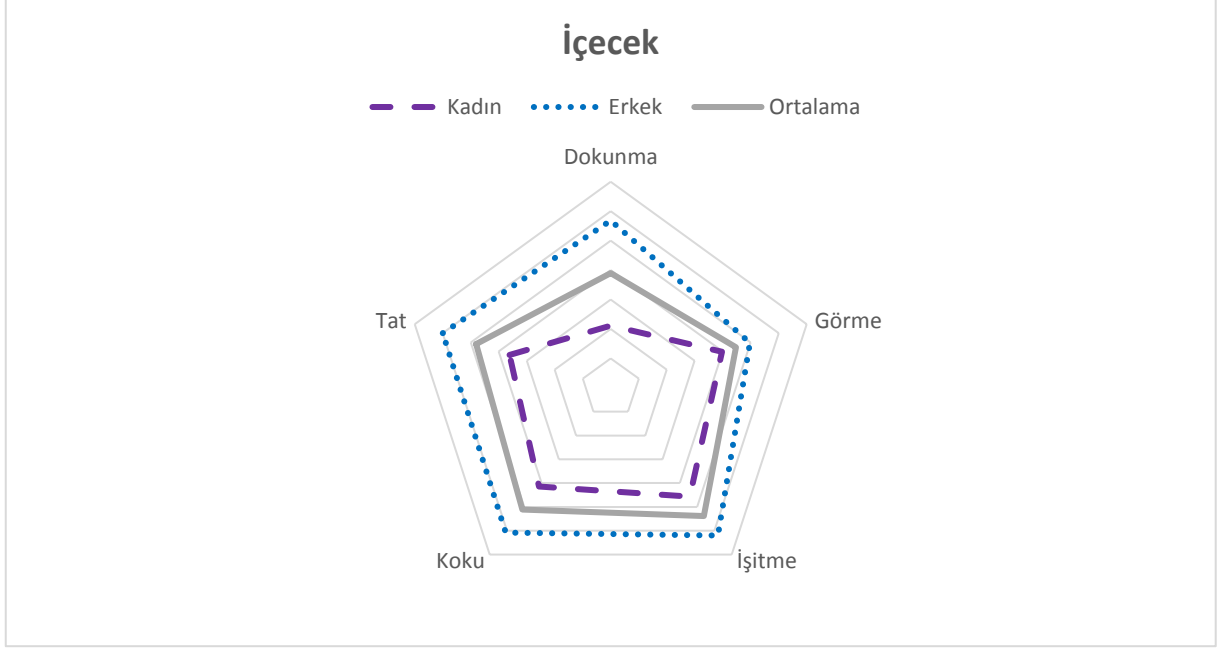 İçecek
Kadın Erkek Ortalama
Dokunma
Görme
İşitme
Koku
Tat